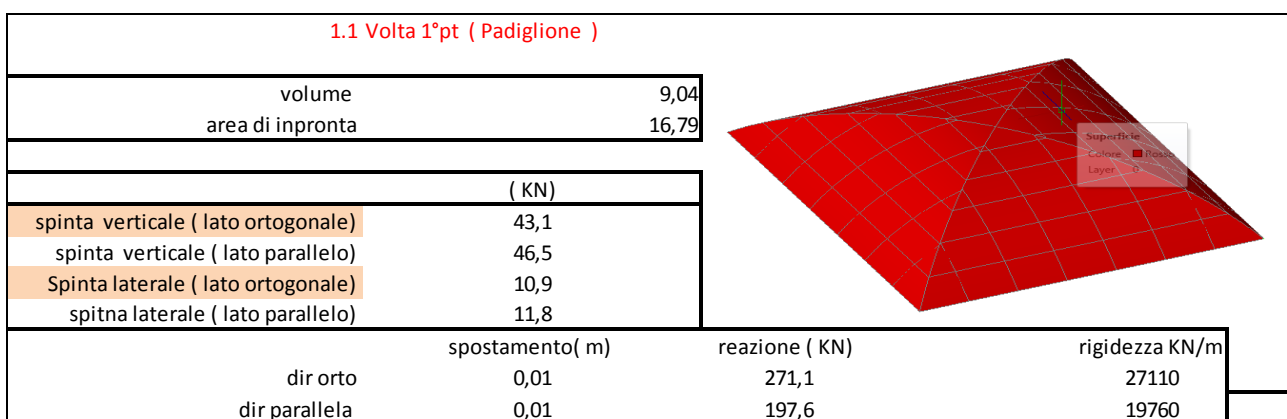 1.1 Volta 1°pt ( Padiglione )
volume 9,04
area di inpronta 16,79
( KN)
spinta verticale ( lato ortogonale) 43,1
spinta verticale ( lato parallelo) 46,5
Spinta laterale ( lato ortogonale) 10,9
spitna laterale ( lato parallelo) 11,8
Superficie
Colore Rosso
Layer 0
spostamento( m) reazione ( KN) rigidezza KN/m
dir orto 0,01 271,1 27110
dir parallela 0,01 197,6 19760